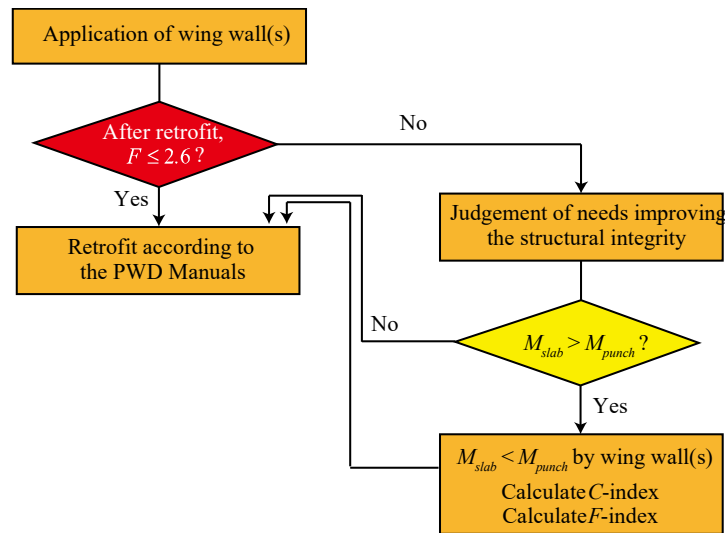 Application of wing wall(s)
After retrofit,
F ≤ 2.6 ?
No
Yes
Retrofit according to
the PWD Manuals
Judgement of needs improving
the structural integrity
No
M_slab > M_punch ?
Yes
M_slab < M_punch by wing wall(s)
Calculate C-index
Calculate F-index